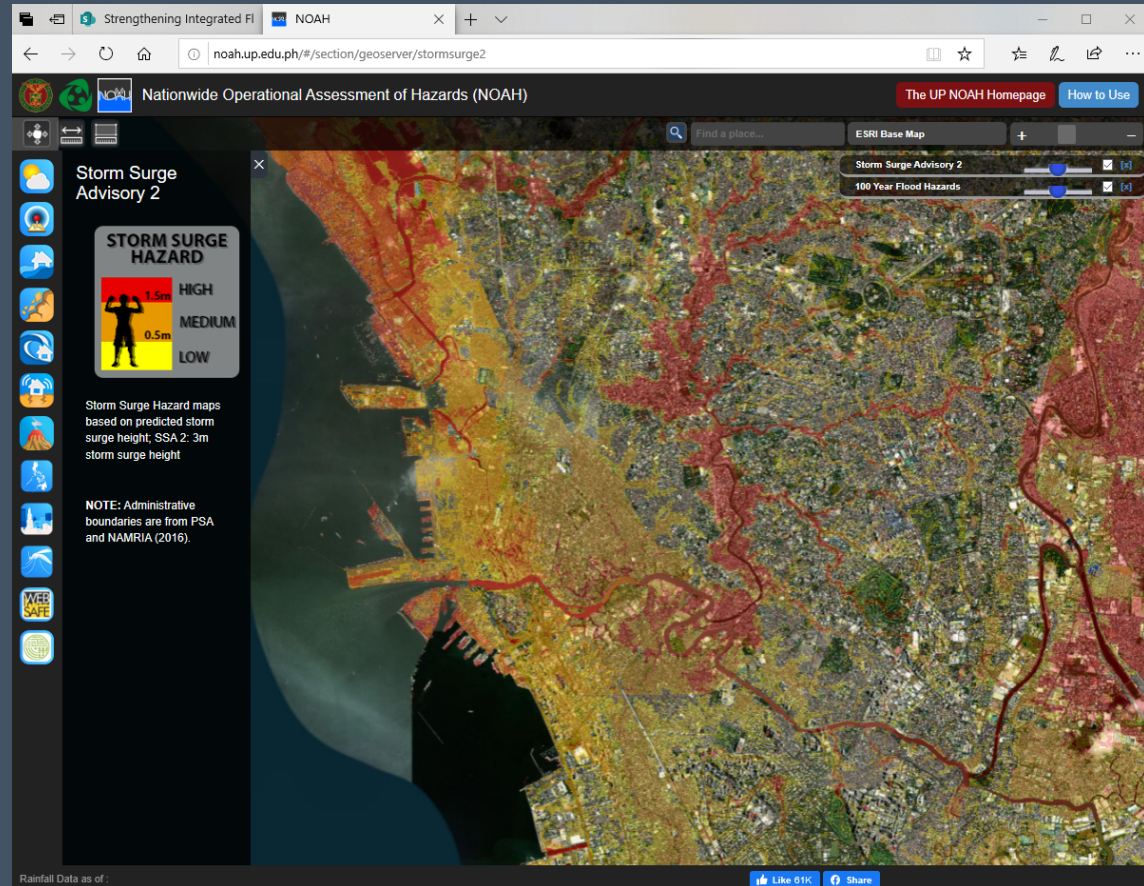 Strengthening Integrated Fl
NOAH
noah.up.edu.ph/#/section/geoserver/stormsurge2
NOAH
Nationwide Operational Assessment of Hazards (NOAH)
The UP NOAH Homepage
How to Use
Find a place...
ESRI Base Map
+
–
Storm Surge
Advisory 2
Storm Surge Advisory 2
[x]
100 Year Flood Hazards
[x]
STORM SURGE
HAZARD
1.5m
HIGH
MEDIUM
0.5m
LOW
Storm Surge Hazard maps
based on predicted storm
surge height; SSA 2: 3m
storm surge height
NOTE: Administrative
boundaries are from PSA
and NAMRIA (2016).
WEB
SAFE
Rainfall Data as of :
Like 61K
Share